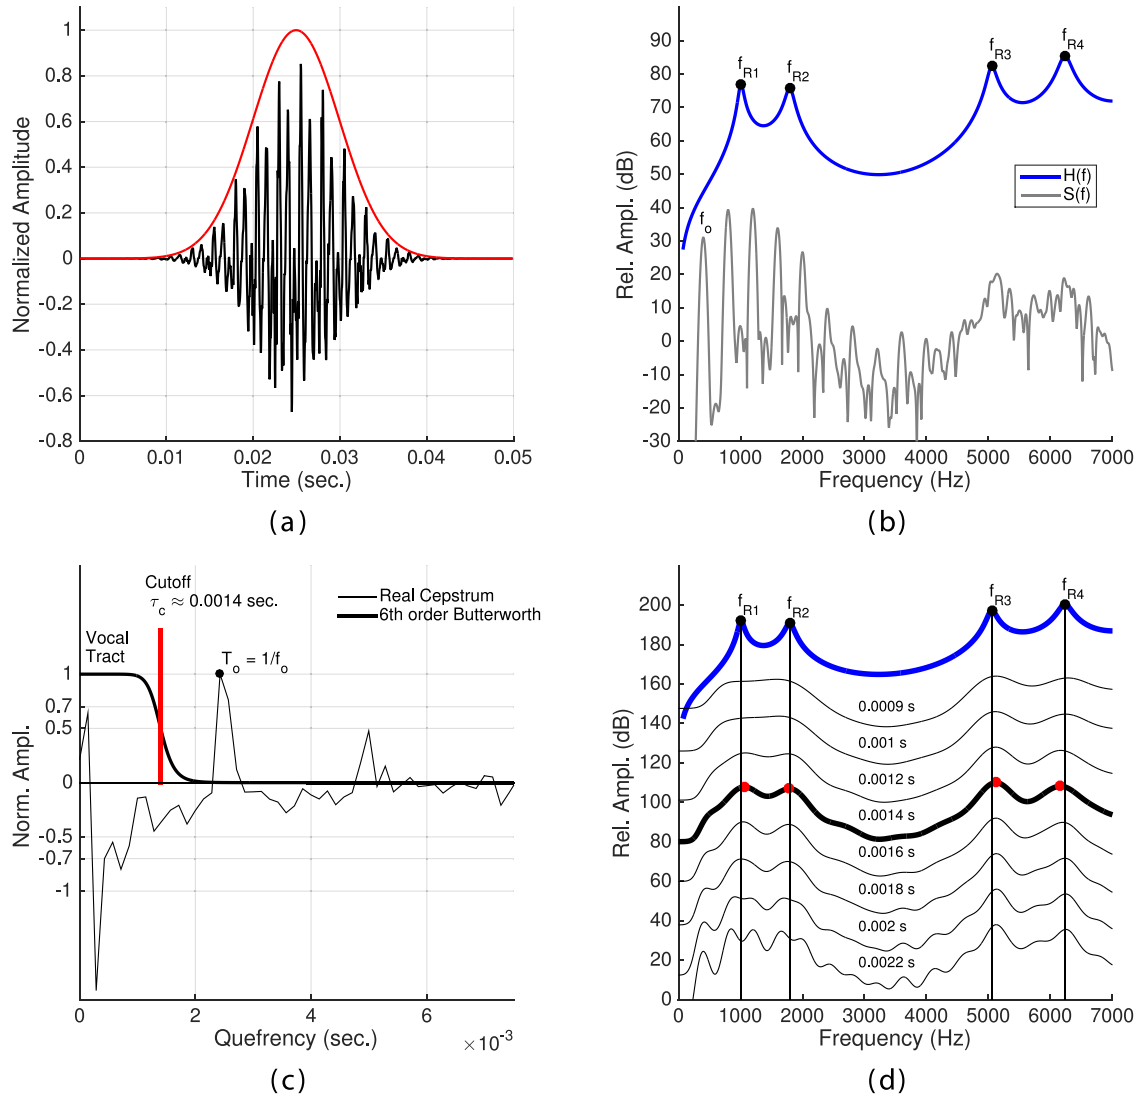 1
0.8
0.6
0.4
0.2
0
-0.2
-0.4
-0.6
-0.8
Normalized Amplitude
0 0.01 0.02 0.03 0.04 0.05
Time (sec.)
(a)
90
80
70
60
50
40
30
20
10
0
-10
-20
-30
Rel. Ampl. (dB)
fR1 fR2 fR3 fR4
fo
H(f)
S(f)
0 1000 2000 3000 4000 5000 6000 7000
Frequency (Hz)
(b)
Cutoff
τc ≈ 0.0014 sec.
Real Cepstrum
6th order Butterworth
Vocal
Tract
To = 1/fo
1
0.7
0.5
0
-0.5
-0.7
-1
Norm. Ampl.
0 2 4 6
Quefrency (sec.)
×10-3
(c)
200
180
160
140
120
100
80
60
40
20
0
Rel. Ampl. (dB)
fR1 fR2 fR3 fR4
0.0009 s
0.001 s
0.0012 s
0.0014 s
0.0016 s
0.0018 s
0.002 s
0.0022 s
0 1000 2000 3000 4000 5000 6000 7000
Frequency (Hz)
(d)